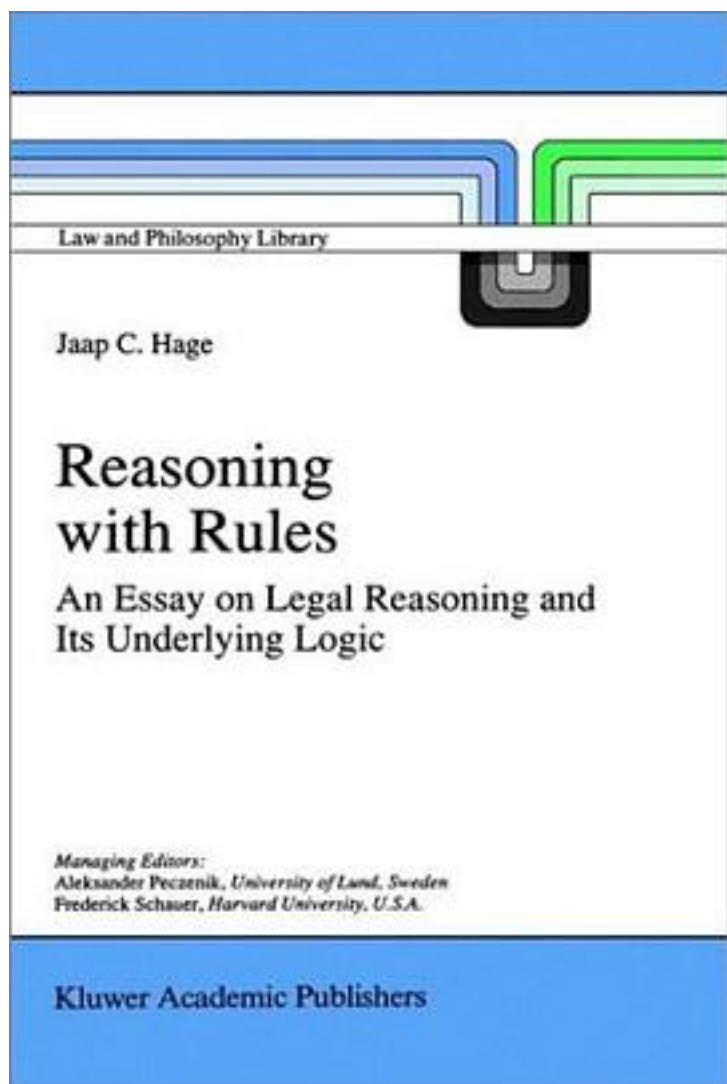 Law and Philosophy Library
Jaap C. Hage
Reasoning
with Rules
An Essay on Legal Reasoning and
Its Underlying Logic
Managing Editors:
Aleksander Peczenik, University of Lund, Sweden
Frederick Schauer, Harvard University, U.S.A.
Kluwer Academic Publishers